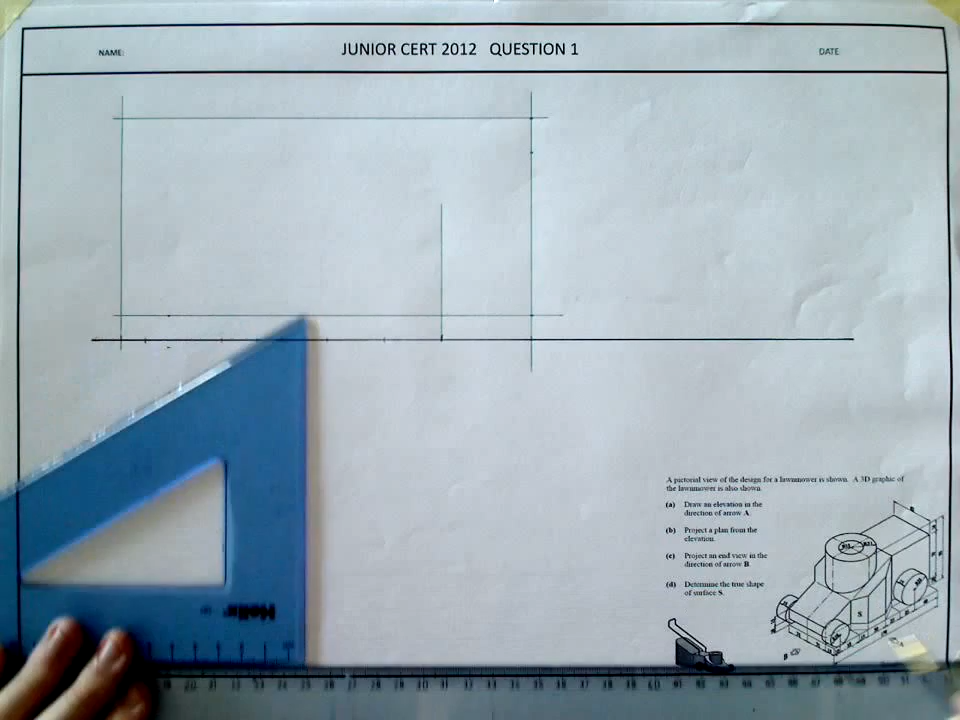 NAME:
JUNIOR CERT 2012 QUESTION 1
DATE
A pictorial view of the design for a lawnmower is shown. A 3D graphic of
the lawnmower is also shown.
(a) Draw an elevation in the
direction of arrow A.
(b) Project a plan from the
elevation.
(c) Project an end view in the
direction of arrow B.
(d) Determine the true shape
of surface S.
S
B
Helix